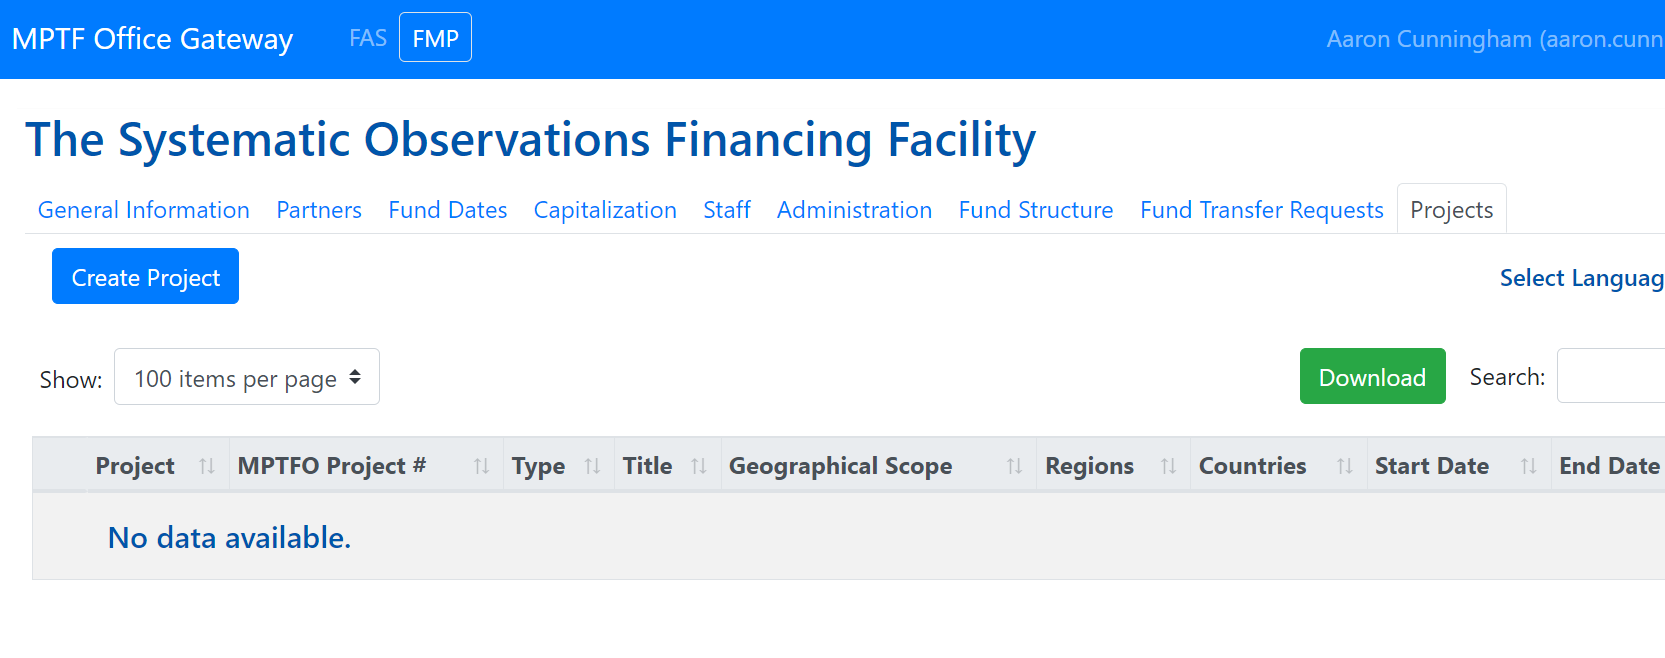 MPTF Office Gateway FAS FMP Aaron Cunningham (aaron.cunn
The Systematic Observations Financing Facility
General Information Partners Fund Dates Capitalization Staff Administration Fund Structure Fund Transfer Requests Projects
Create Project Select Languag
Show: 100 items per page Download Search:
Project MPTFO Project # Type Title Geographical Scope Regions Countries Start Date End Date
No data available.